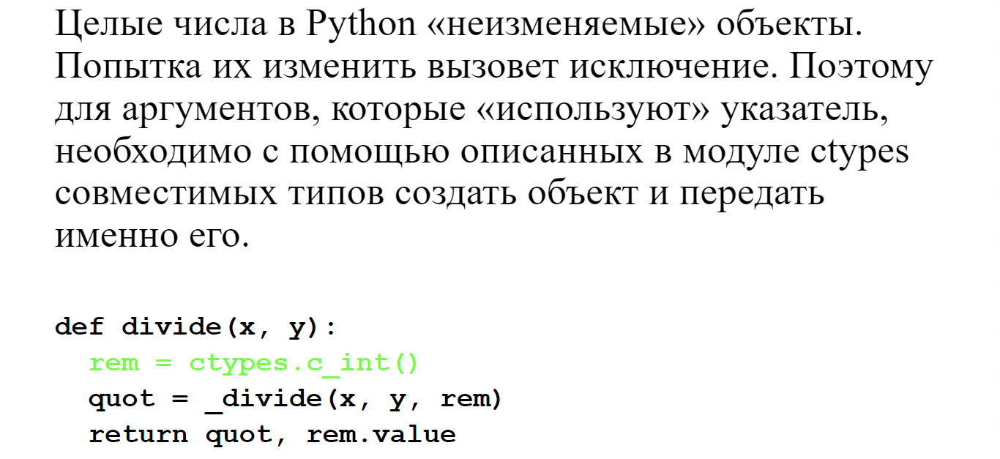 Целые числа в Python «неизменяемые» объекты.
Попытка их изменить вызовет исключение. Поэтому
для аргументов, которые «используют» указатель,
необходимо с помощью описанных в модуле ctypes
совместимых типов создать объект и передать
именно его.
def divide(x, y):
  rem = ctypes.c_int()
  quot = _divide(x, y, rem)
  return quot, rem.value